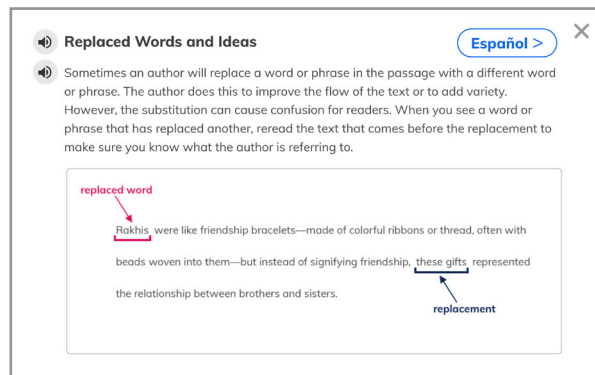 Replaced Words and Ideas
Español >
Sometimes an author will replace a word or phrase in the passage with a different word
or phrase. The author does this to improve the flow of the text or to add variety.
However, the substitution can cause confusion for readers. When you see a word or
phrase that has replaced another, reread the text that comes before the replacement to
make sure you know what the author is referring to.
replaced word
Rakhis were like friendship bracelets—made of colorful ribbons or thread, often with
beads woven into them—but instead of signifying friendship, these gifts represented
the relationship between brothers and sisters.
replacement